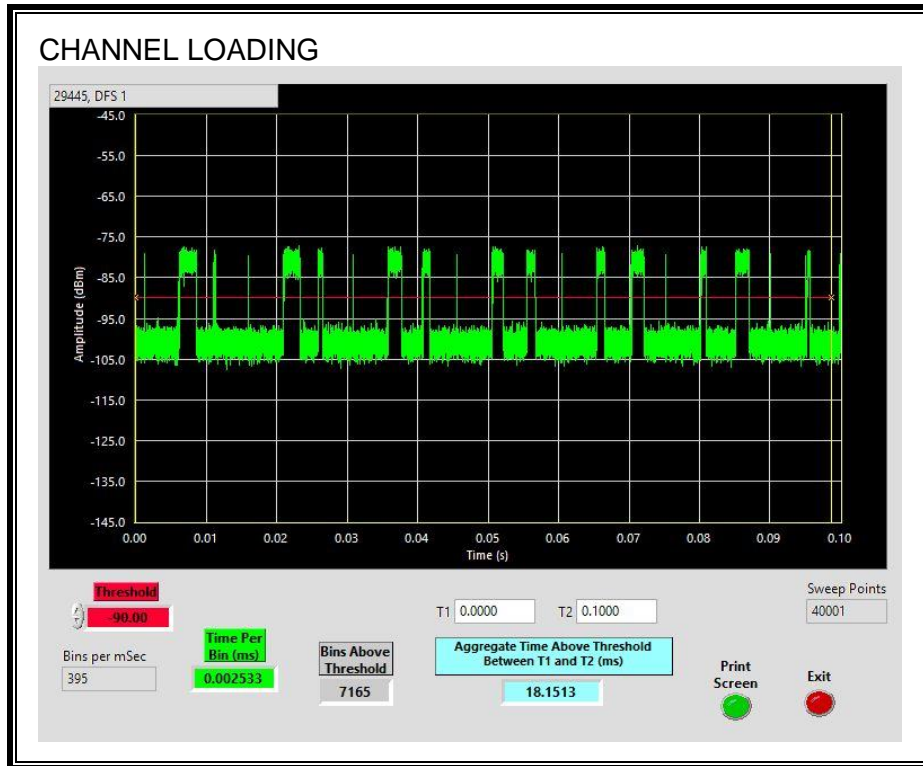 CHANNEL LOADING
29445, DFS 1
-45.0
-55.0
-65.0
-75.0
-85.0
-95.0
-105.0
-115.0
-125.0
-135.0
-145.0
Amplitude (dBm)
0.00 0.01 0.02 0.03 0.04 0.05 0.06 0.07 0.08 0.09 0.10
Time (s)
Threshold
-90.00
Bins per mSec
395
Time Per
Bin (ms)
0.002533
Bins Above
Threshold
7165
T1 0.0000 T2 0.1000
Aggregate Time Above Threshold
Between T1 and T2 (ms)
18.1513
Sweep Points
40001
Print
Screen
Exit